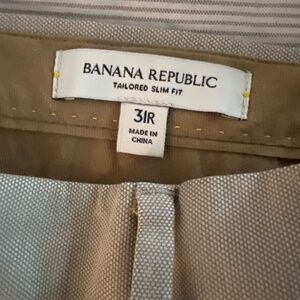 BANANA REPUBLIC
TAILORED SLIM FIT
31R
MADE IN
CHINA